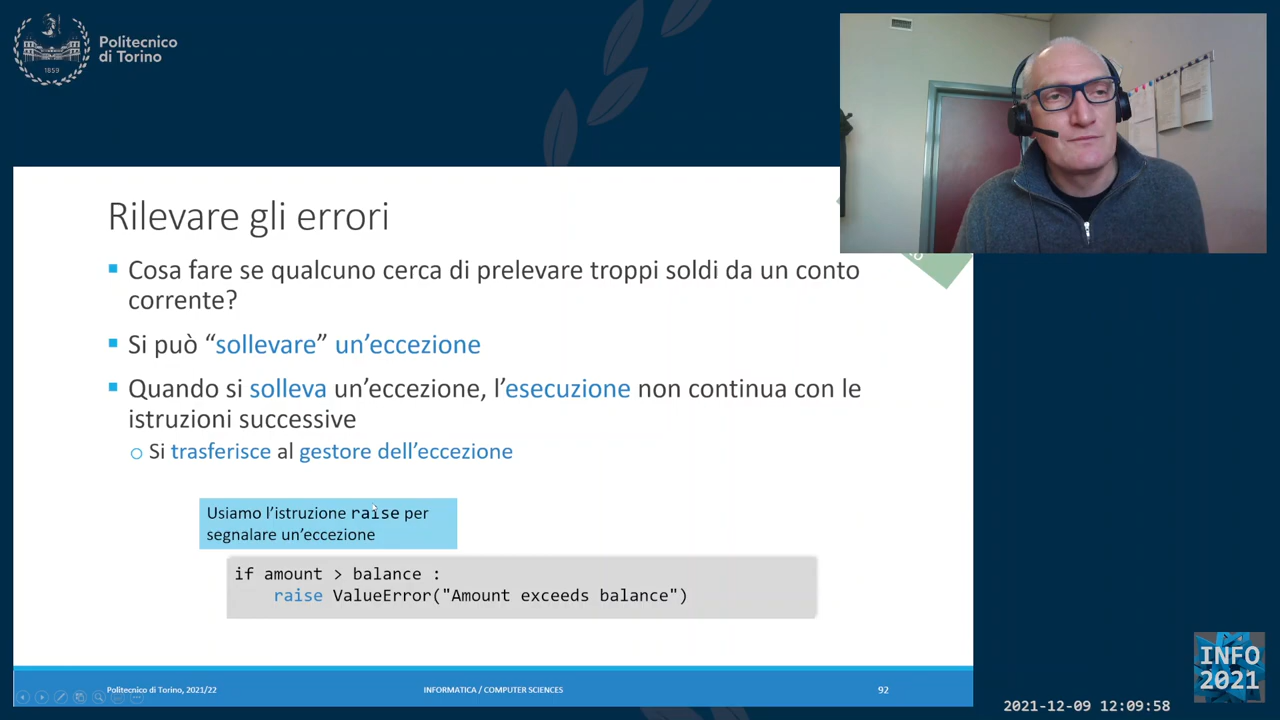 Politecnico
di Torino
1859
Rilevare gli errori
Cosa fare se qualcuno cerca di prelevare troppi soldi da un conto
corrente?
Si può “sollevare” un’eccezione
Quando si solleva un’eccezione, l’esecuzione non continua con le
istruzioni successive
Si trasferisce al gestore dell’eccezione
Usiamo l’istruzione raise per
segnalare un’eccezione
if amount > balance :
raise ValueError("Amount exceeds balance")
Politecnico di Torino, 2021/22
INFORMATICA / COMPUTER SCIENCES
92
INFO
2021
2021-12-09 12:09:58